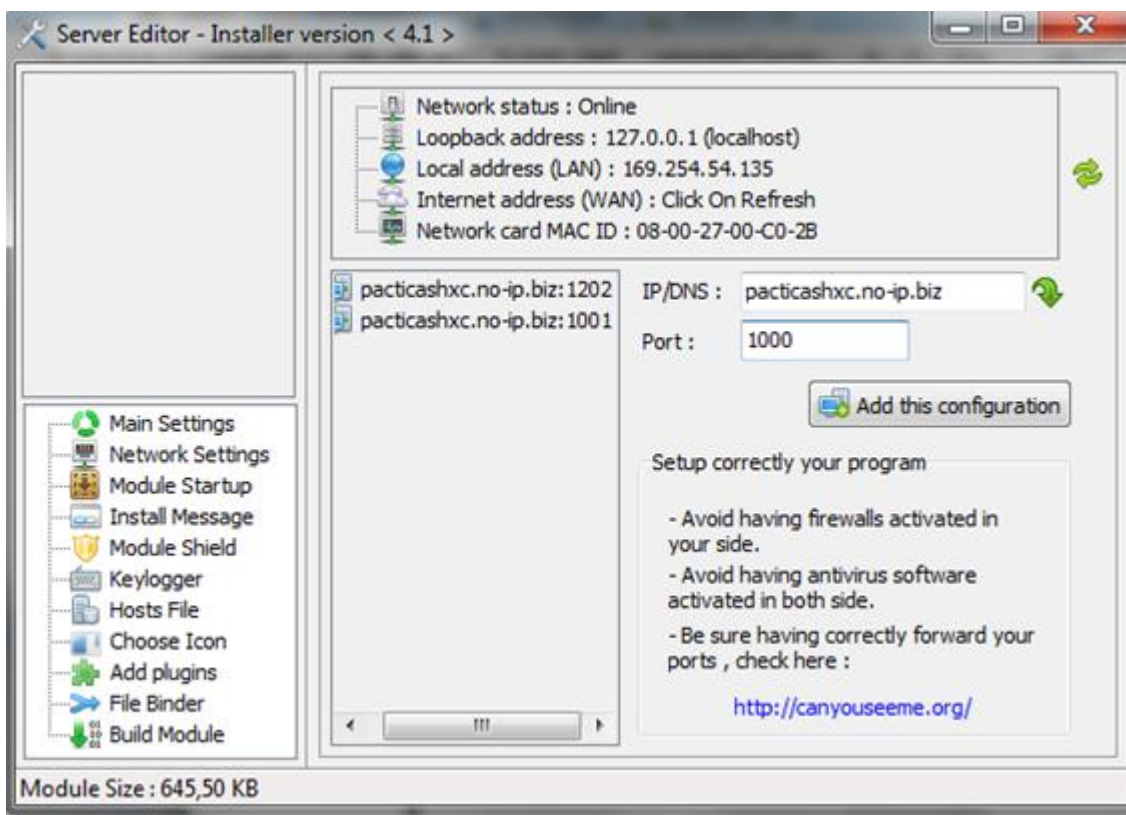 Server Editor - Installer version < 4.1 >
Network status : Online
Loopback address : 127.0.0.1 (localhost)
Local address (LAN) : 169.254.54.135
Internet address (WAN) : Click On Refresh
Network card MAC ID : 08-00-27-00-C0-2B
pacticashxc.no-ip.biz:1202
pacticashxc.no-ip.biz:1001
IP/DNS :
pacticashxc.no-ip.biz
Port :
1000
Add this configuration
Setup correctly your program
- Avoid having firewalls activated in
your side.
- Avoid having antivirus software
activated in both side.
- Be sure having correctly forward your
ports , check here :
http://canyouseeme.org/
Main Settings
Network Settings
Module Startup
Install Message
Module Shield
Keylogger
Hosts File
Choose Icon
Add plugins
File Binder
Build Module
Module Size : 645,50 KB